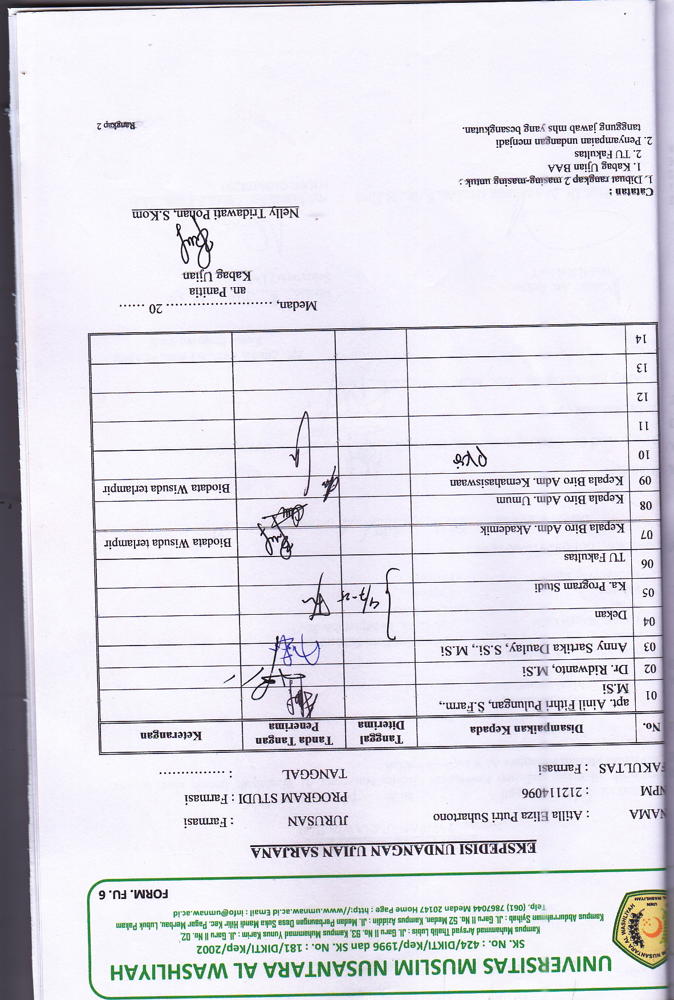 UNIVERSITAS MUSLIM NUSANTARA AL WASHLIYAH
SK. No. : 424/DIKTI/Kep/1996 dan SK. No. : 181/DIKTI/Kep/2002
Kampus Muhammad Arsyad Thalib Lubis : Jl. Garu II No. 93, Kampus Muhammad Yunus Karim : Jl. Garu II No. 02,
Kampus Abdurrahman Syihab : Jl. Garu II No. 52 Medan, Kampus Aziddin : Jl. Medan Perbaungan Desa Suka Mandi Hilir Kec. Pagar Merbau, Lubuk Pakam
Telp. (061) 7867044 Medan 20147 Home Page : http://www.umnaw.ac.id Email : info@umnaw.ac.id
FORM. FU. 6
EKSPEDISI UNDANGAN UJIAN SARJANA
NAMA : Atilla Eliza Putri Suhartono JURUSAN : Farmasi
NPM : 212114096 PROGRAM STUDI : Farmasi
FAKULTAS : Farmasi TANGGAL : ...............
No. Disampaikan Kepada Tanggal Diterima Tanda Tangan Penerima Keterangan
01 apt. Ainil Fithri Pulungan, S.Farm., M.Si
02 Dr. Ridwanto, M.Si
03 Anny Sartika Daulay, S.Si., M.Si
04 Dekan
05 Ka. Program Studi 4/7-25
06 TU Fakultas
07 Kepala Biro Adm. Akademik Biodata Wisuda terlampir
08 Kepala Biro Adm. Umum
09 Kepala Biro Adm. Kemahasiswaan Biodata Wisuda terlampir
10
11
12
13
14
Medan, ......................... 20 ......
an. Panitia
Kabag Ujian
Nelly Tridawati Pohan, S.Kom
Catatan :
1. Dibuat rangkap 2 masing-masing untuk :
1. Kabag Ujian BAA
2. TU Fakultas
2. Penyampaian undangan menjadi
tanggung jawab mhs yang besangkutan.
Rangkap 2